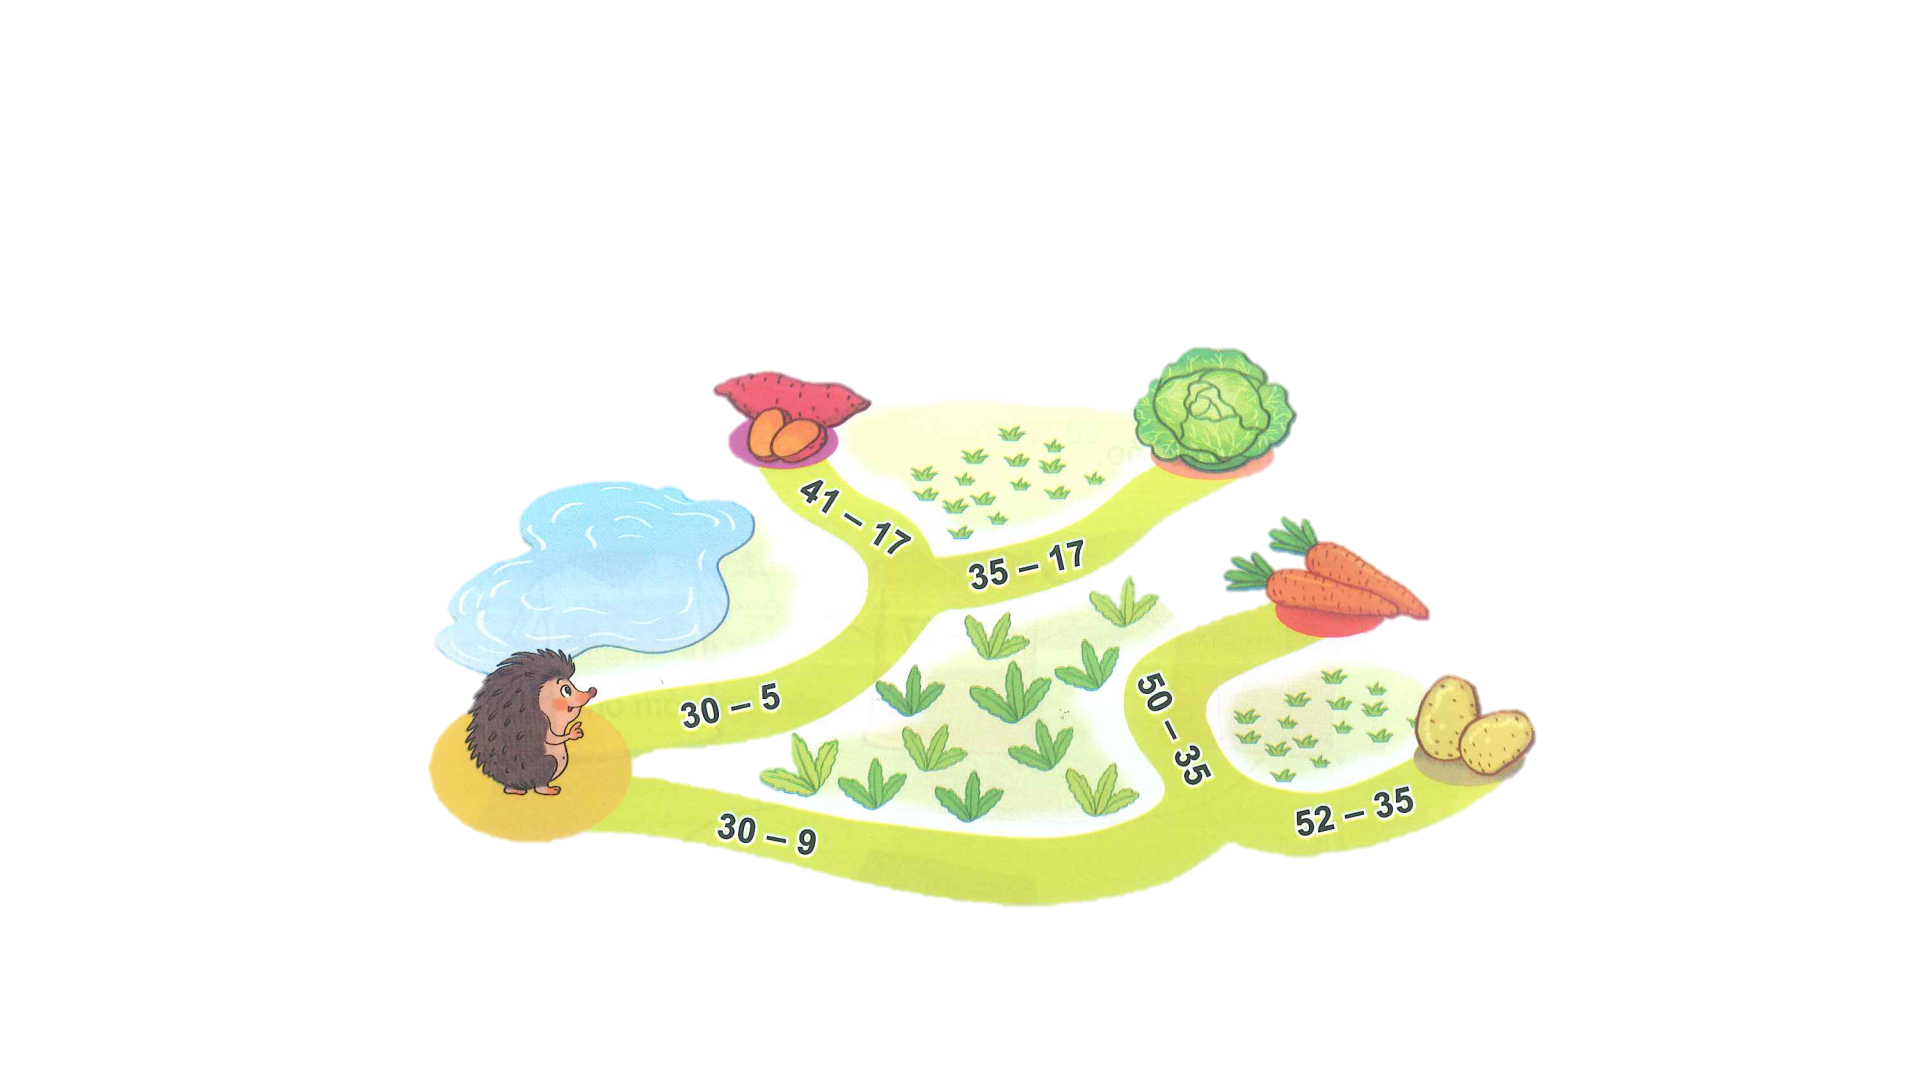 41 – 17
35 – 17
30 – 5
50 – 35
52 – 35
30 – 9